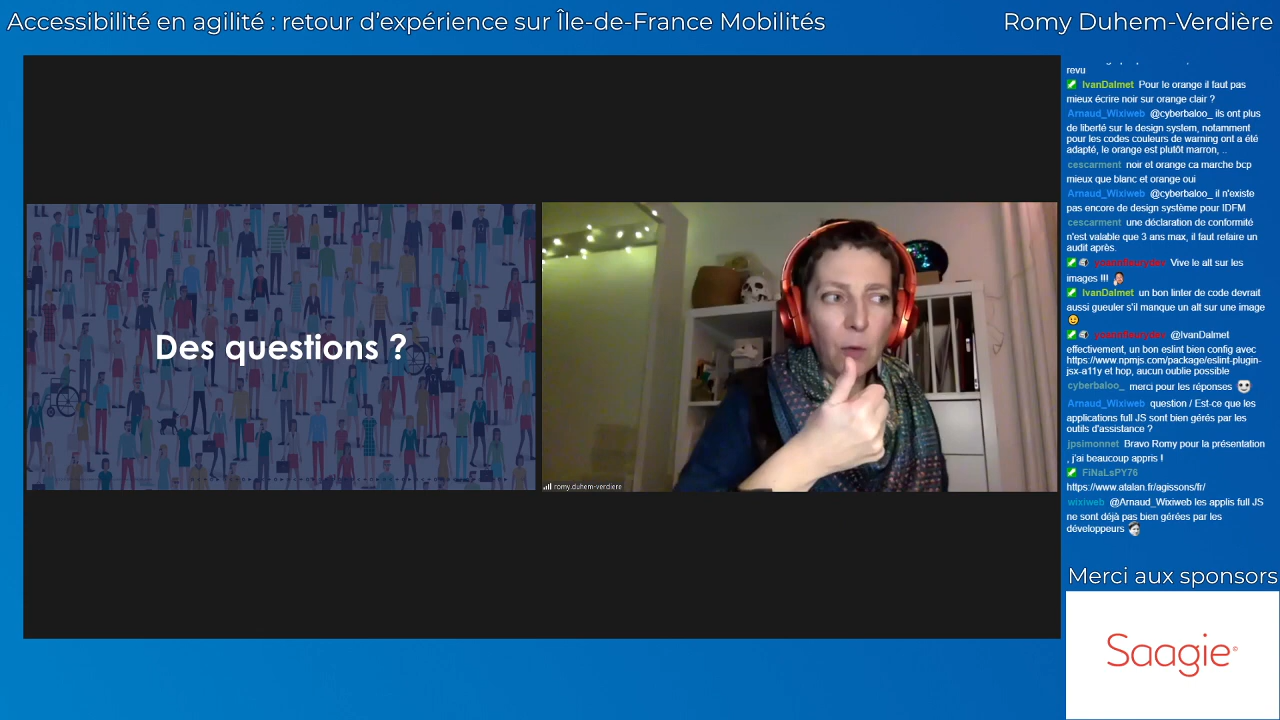 Accessibilité en agilité : retour d’expérience sur Île-de-France Mobilités
Romy Duhem-Verdière
Des questions ?
romy.duhem-verdiere
revu
IvanDalmet Pour le orange il faut pas
mieux écrire noir sur orange clair ?
Arnaud_Wixiweb @cyberbaloo_ ils ont plus
de liberté sur le design system, notamment
pour les codes couleurs de warning ont a été
adapté, le orange est plutôt marron, ..
cescarment noir et orange ca marche bcp
mieux que blanc et orange oui
Arnaud_Wixiweb @cyberbaloo_ il n'existe
pas encore de design système pour IDFM
cescarment une déclaration de conformité
n'est valable que 3 ans max, il faut refaire un
audit après.
Vive le alt sur les
images !!!
IvanDalmet un bon linter de code devrait
aussi gueuler s'il manque un alt sur une image
@IvanDalmet
effectivement, un bon eslint bien config avec
https://www.npmjs.com/package/eslint-plugin-
jsx-a11y et hop, aucun oublie possible
cyberbaloo_ merci pour les réponses
Arnaud_Wixiweb question / Est-ce que les
applications full JS sont bien gérés par les
outils d'assistance ?
jpsimonnet Bravo Romy pour la présentation
, j'ai beaucoup appris !
FiNaLsPY76
https://www.atalan.fr/agissons/fr/
wixiweb @Arnaud_Wixiweb les applis full JS
ne sont déjà pas bien gérées par les
développeurs
Merci aux sponsors
Saagie